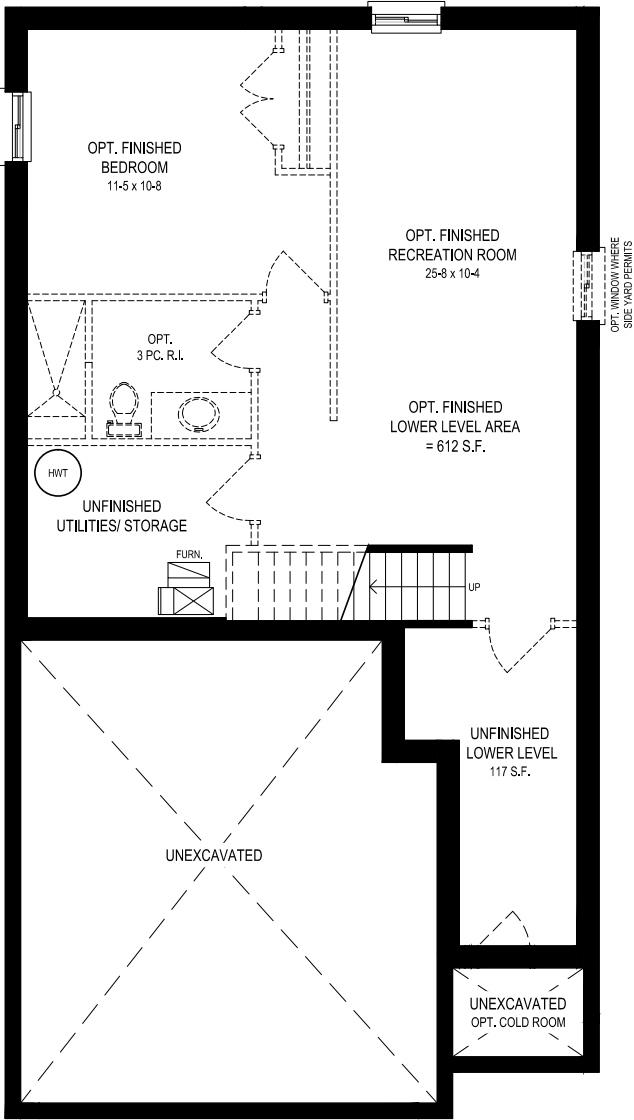 OPT. FINISHED
BEDROOM
11-5 x 10-8
OPT. FINISHED
RECREATION ROOM
25-8 x 10-4
OPT. WINDOW WHERE
SIDE YARD PERMITS
OPT.
3 PC. R.I.
OPT. FINISHED
LOWER LEVEL AREA
= 612 S.F.
HWT
UNFINISHED
UTILITIES/ STORAGE
FURN.
UP
UNFINISHED
LOWER LEVEL
117 S.F.
UNEXCAVATED
UNEXCAVATED
OPT. COLD ROOM